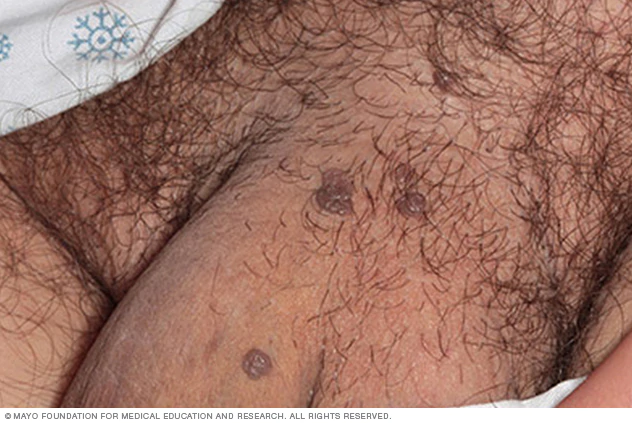 © MAYO FOUNDATION FOR MEDICAL EDUCATION AND RESEARCH. ALL RIGHTS RESERVED.